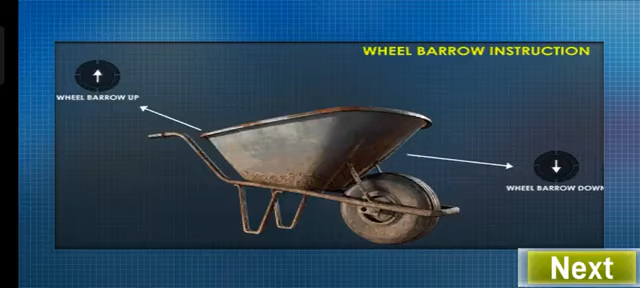 WHEEL BARROW INSTRUCTION
WHEEL BARROW UP
WHEEL BARROW DOWN
Next